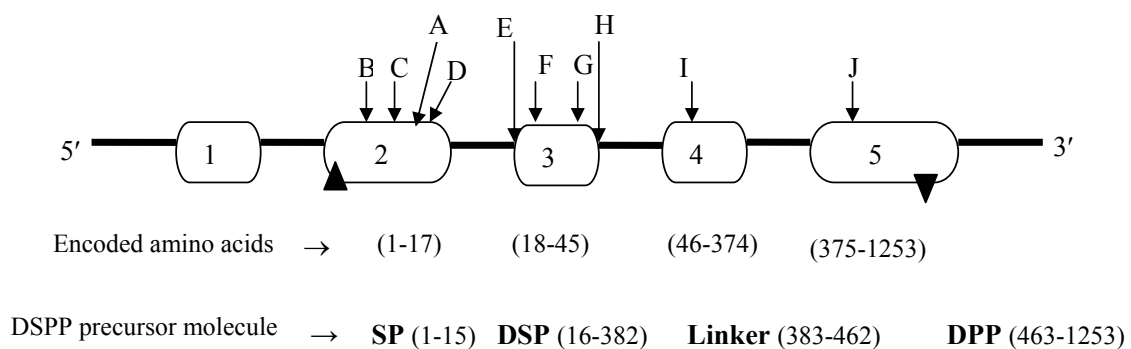 A
E
H
B
C
D
F
G
I
J
5′
1
2
3
4
5
3′
Encoded amino acids → (1-17) (18-45) (46-374) (375-1253)
DSPP precursor molecule → SP (1-15) DSP (16-382) Linker (383-462) DPP (463-1253)